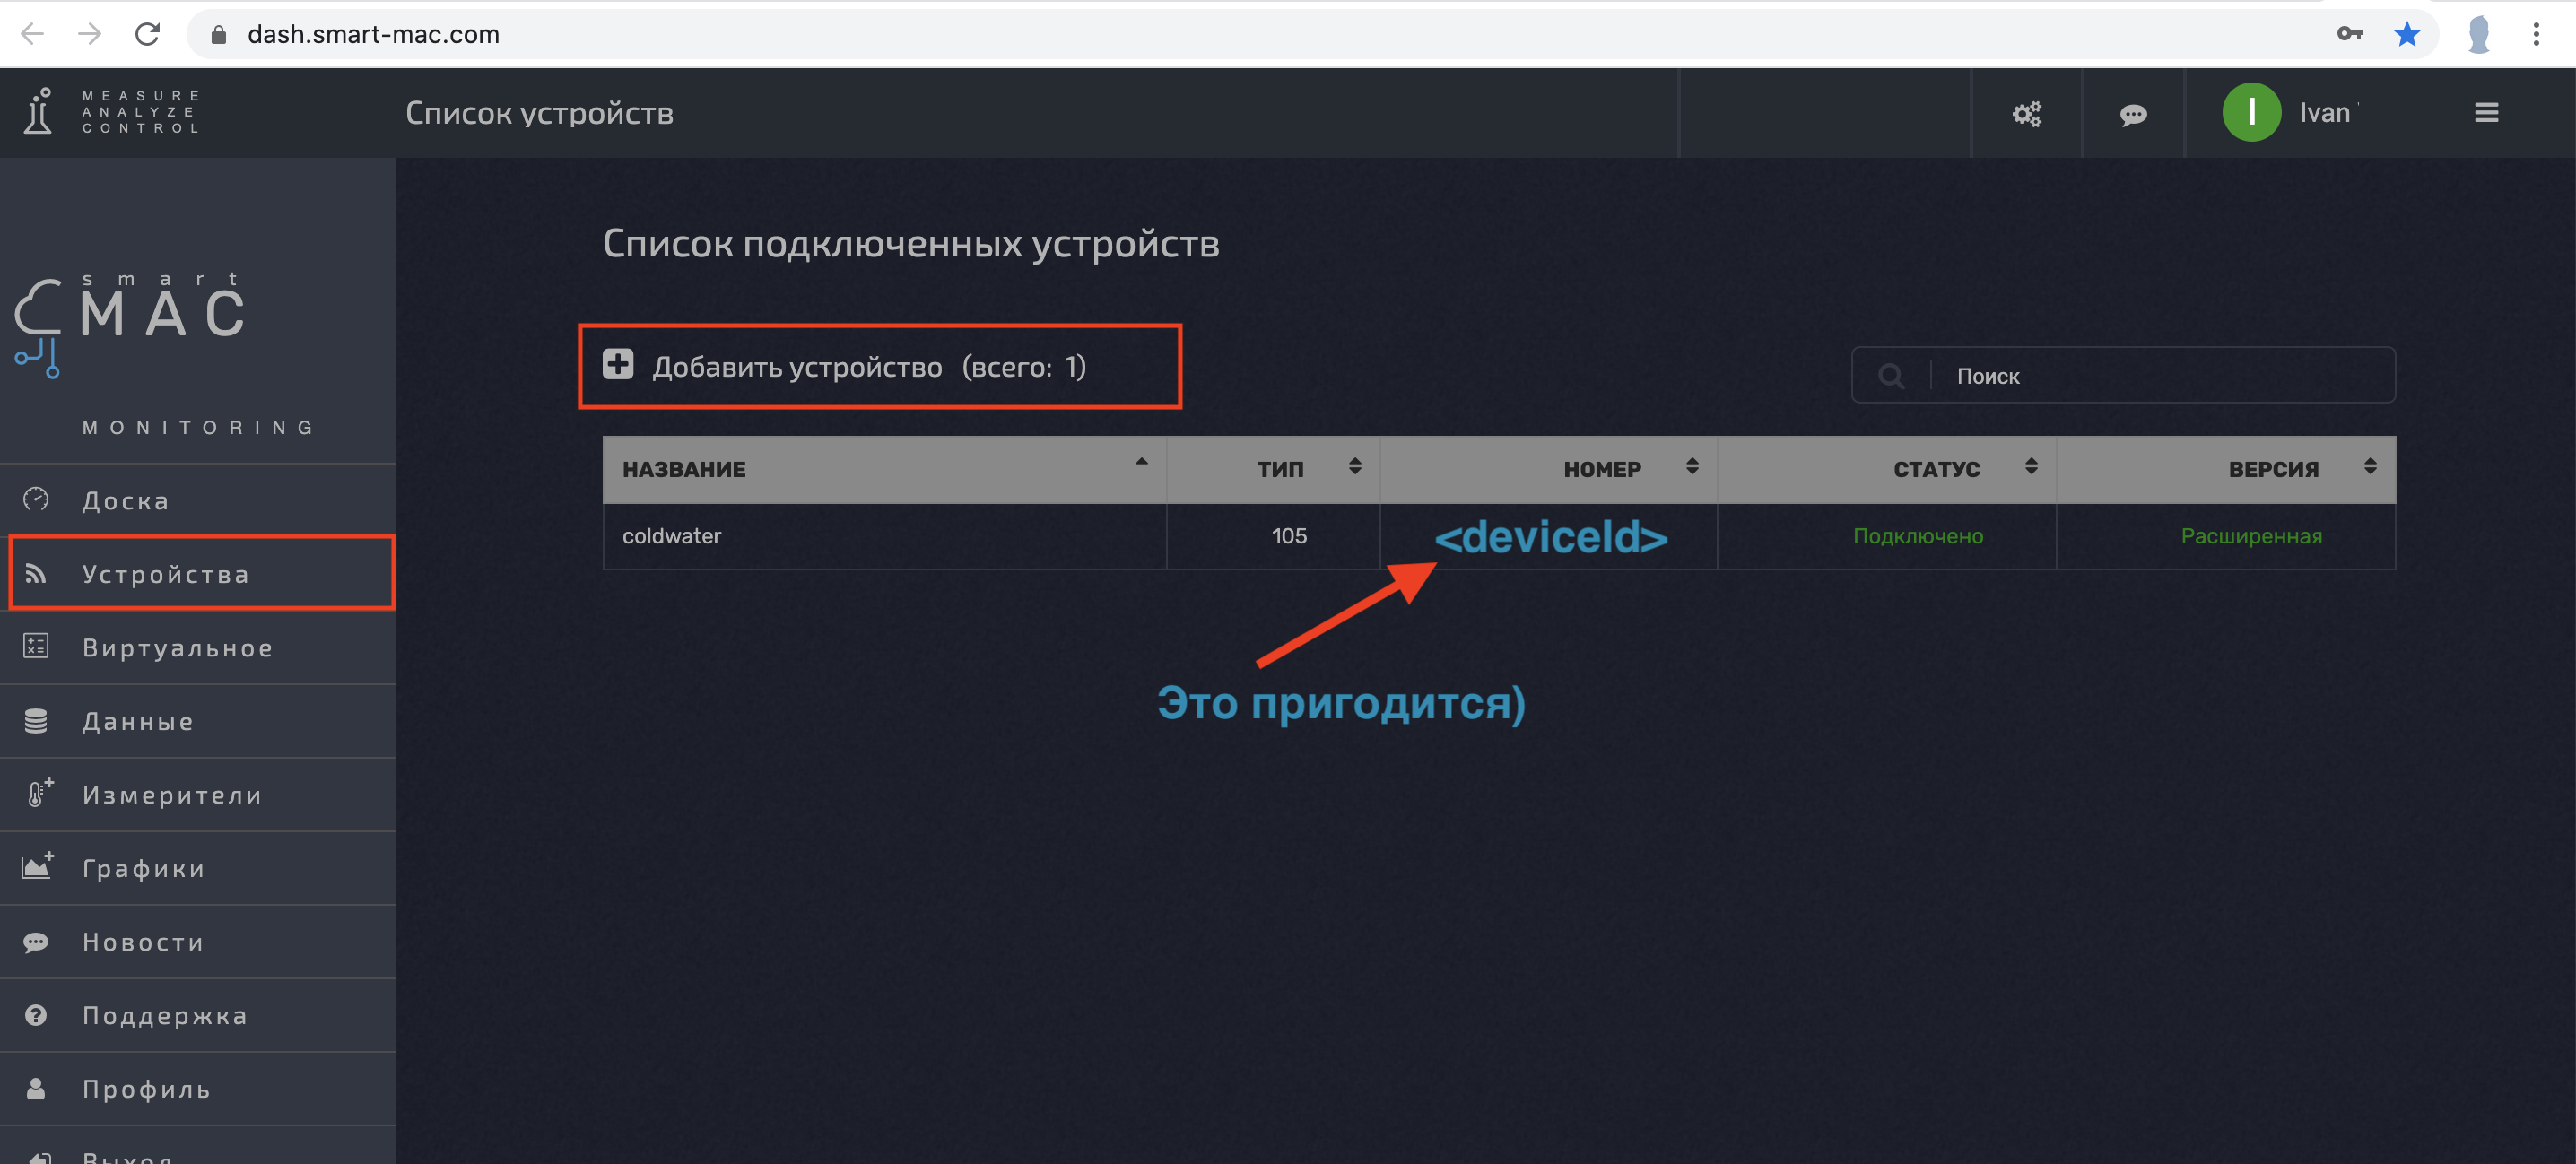 dash.smart-mac.com
MEASURE
ANALYZE
CONTROL
Список устройств
I
Ivan
smart
MAC
MONITORING
Доска
Устройства
Виртуальное
Данные
Измерители
Графики
Новости
Поддержка
Профиль
Выход
Список подключенных устройств
Добавить устройство (всего: 1)
Поиск
НАЗВАНИЕ ТИП НОМЕР СТАТУС ВЕРСИЯ
coldwater 105 <deviceId> Подключено Расширенная
Это пригодится)